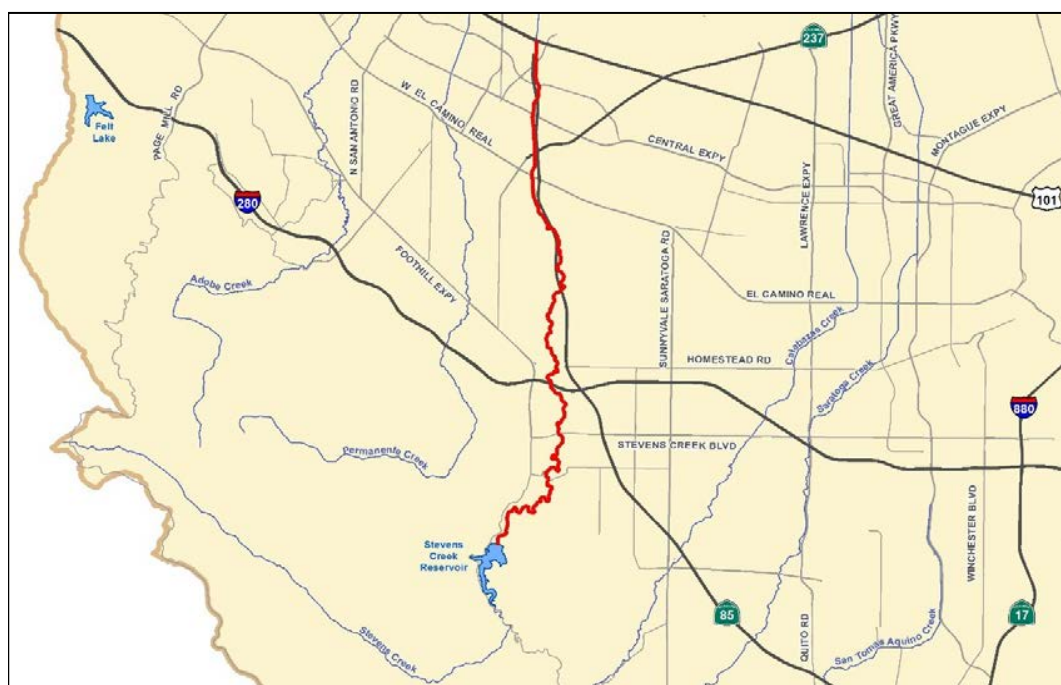 237
GREAT AMERICA PKWY
PAGE MILL RD
N SAN ANTONIO RD
Felt
Lake
W EL CAMINO REAL
CENTRAL EXPY
MONTAGUE EXPY
LAWRENCE EXPY
101
280
FOOTHILL EXPY
SUNNYVALE SARATOGA RD
Adobe Creek
EL CAMINO REAL
Calabazas Creek
HOMESTEAD RD
Saratoga Creek
880
STEVENS CREEK BLVD
Permanente Creek
WINCHESTER BLVD
Stevens
Creek
Reservoir
85
17
QUITO RD
Stevens Creek
San Tomas Aquino Creek